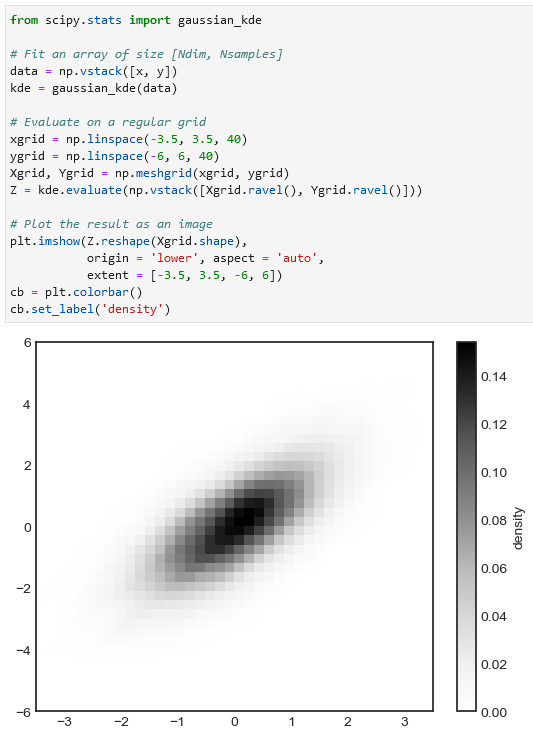 from scipy.stats import gaussian_kde

# Fit an array of size [Ndim, Nsamples]
data = np.vstack([x, y])
kde = gaussian_kde(data)

# Evaluate on a regular grid
xgrid = np.linspace(-3.5, 3.5, 40)
ygrid = np.linspace(-6, 6, 40)
Xgrid, Ygrid = np.meshgrid(xgrid, ygrid)
Z = kde.evaluate(np.vstack([Xgrid.ravel(), Ygrid.ravel()]))

# Plot the result as an image
plt.imshow(Z.reshape(Xgrid.shape),
           origin = 'lower', aspect = 'auto',
           extent = [-3.5, 3.5, -6, 6])
cb = plt.colorbar()
cb.set_label('density')
6
4
2
0
−2
−4
−6
−3 −2 −1 0 1 2 3
0.14
0.12
0.10
0.08
0.06
0.04
0.02
0.00
density